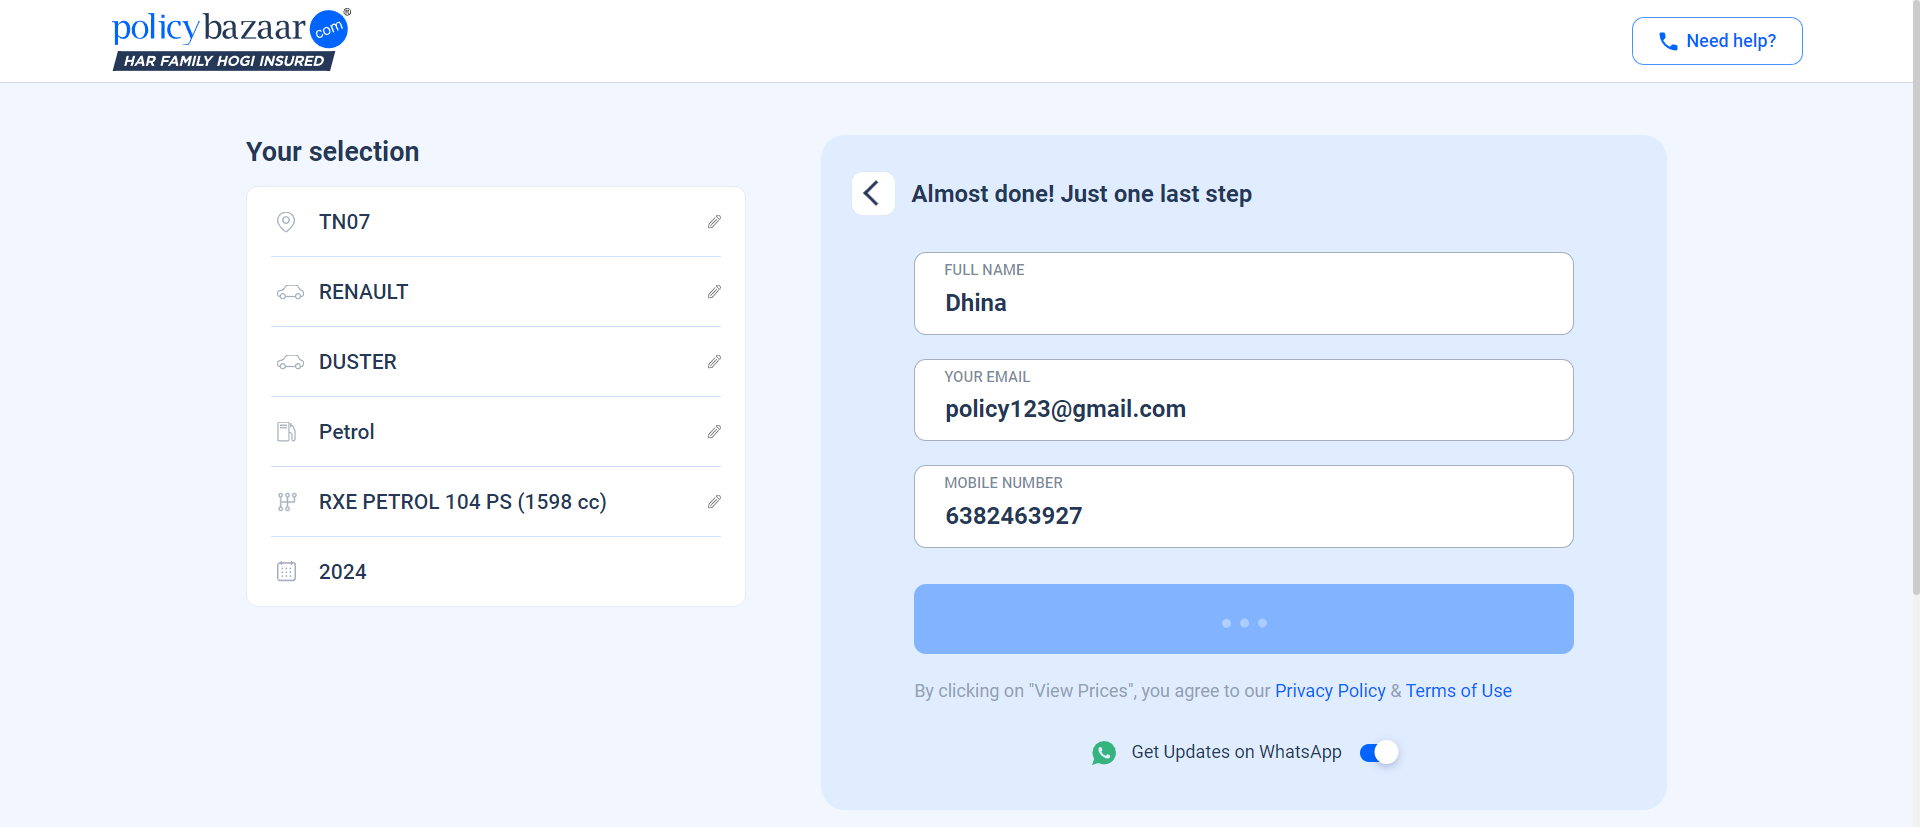 policybazaar.com®
HAR FAMILY HOGI INSURED
Need help?
Your selection
TN07
RENAULT
DUSTER
Petrol
RXE PETROL 104 PS (1598 cc)
2024
Almost done! Just one last step
FULL NAME
Dhina
YOUR EMAIL
policy123@gmail.com
MOBILE NUMBER
6382463927
By clicking on "View Prices", you agree to our Privacy Policy & Terms of Use
Get Updates on WhatsApp